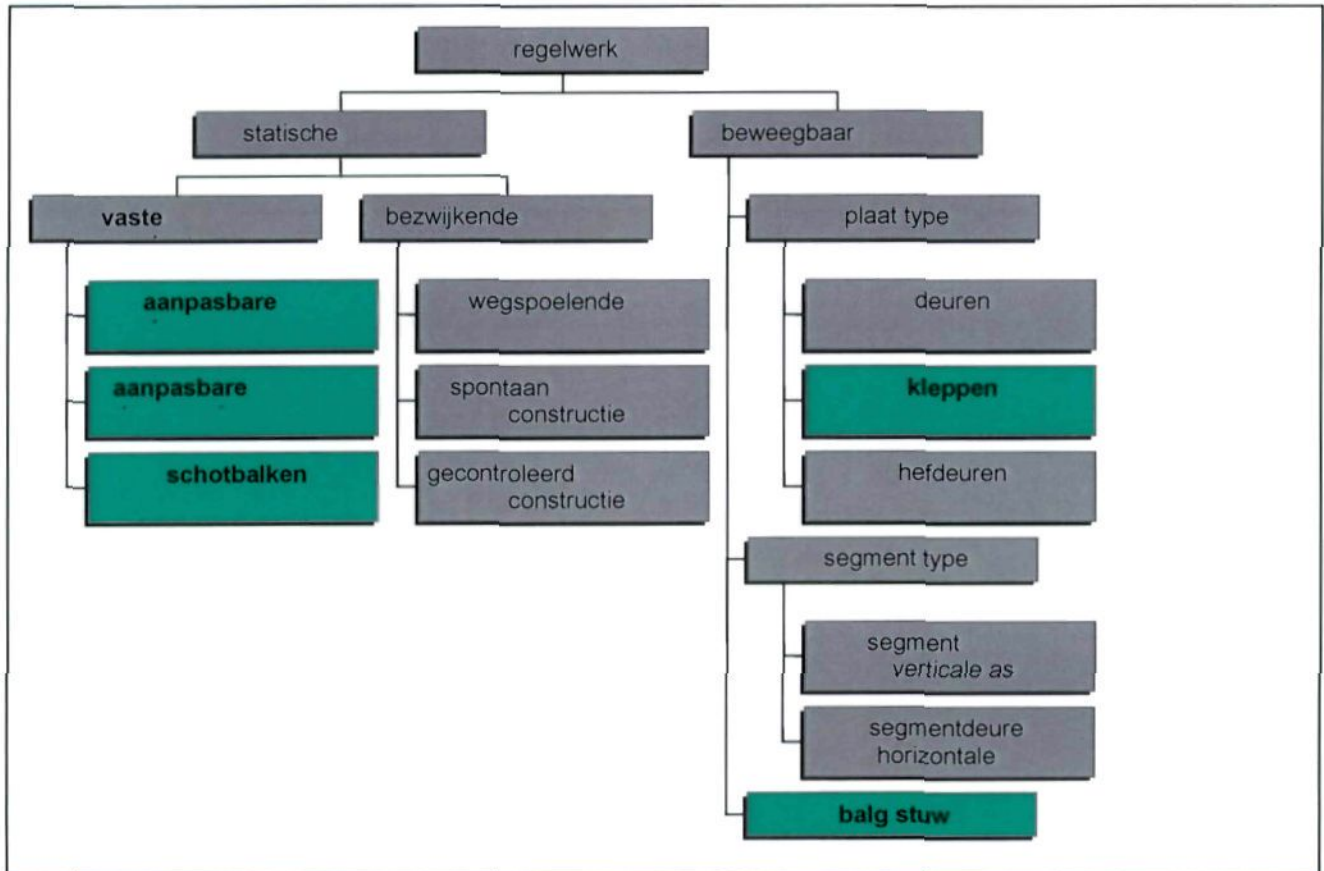 regelwerk
statische
beweegbaar
vaste
bezwijkende
plaat type
aanpasbare
wegspoelende
deuren
aanpasbare
spontaan
constructie
kleppen
schotbalken
gecontroleerd
constructie
hefdeuren
segment type
segment
verticale as
segmentdeure
horizontale
balg stuw